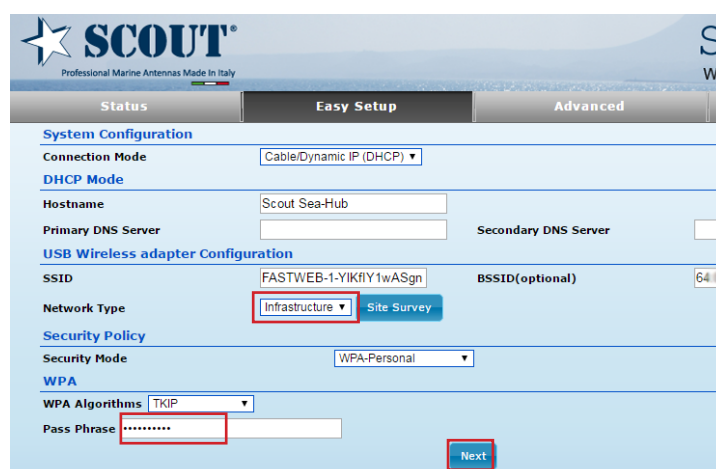 SCOUT®
Professional Marine Antennas Made In Italy
S
W
Status Easy Setup Advanced
System Configuration
Connection Mode Cable/Dynamic IP (DHCP)
DHCP Mode
Hostname Scout Sea-Hub
Primary DNS Server Secondary DNS Server
USB Wireless adapter Configuration
SSID FASTWEB-1-YlKflY1wASgn BSSID(optional) 64
Network Type Infrastructure Site Survey
Security Policy
Security Mode WPA-Personal
WPA
WPA Algorithms TKIP
Pass Phrase ••••••••••
Next